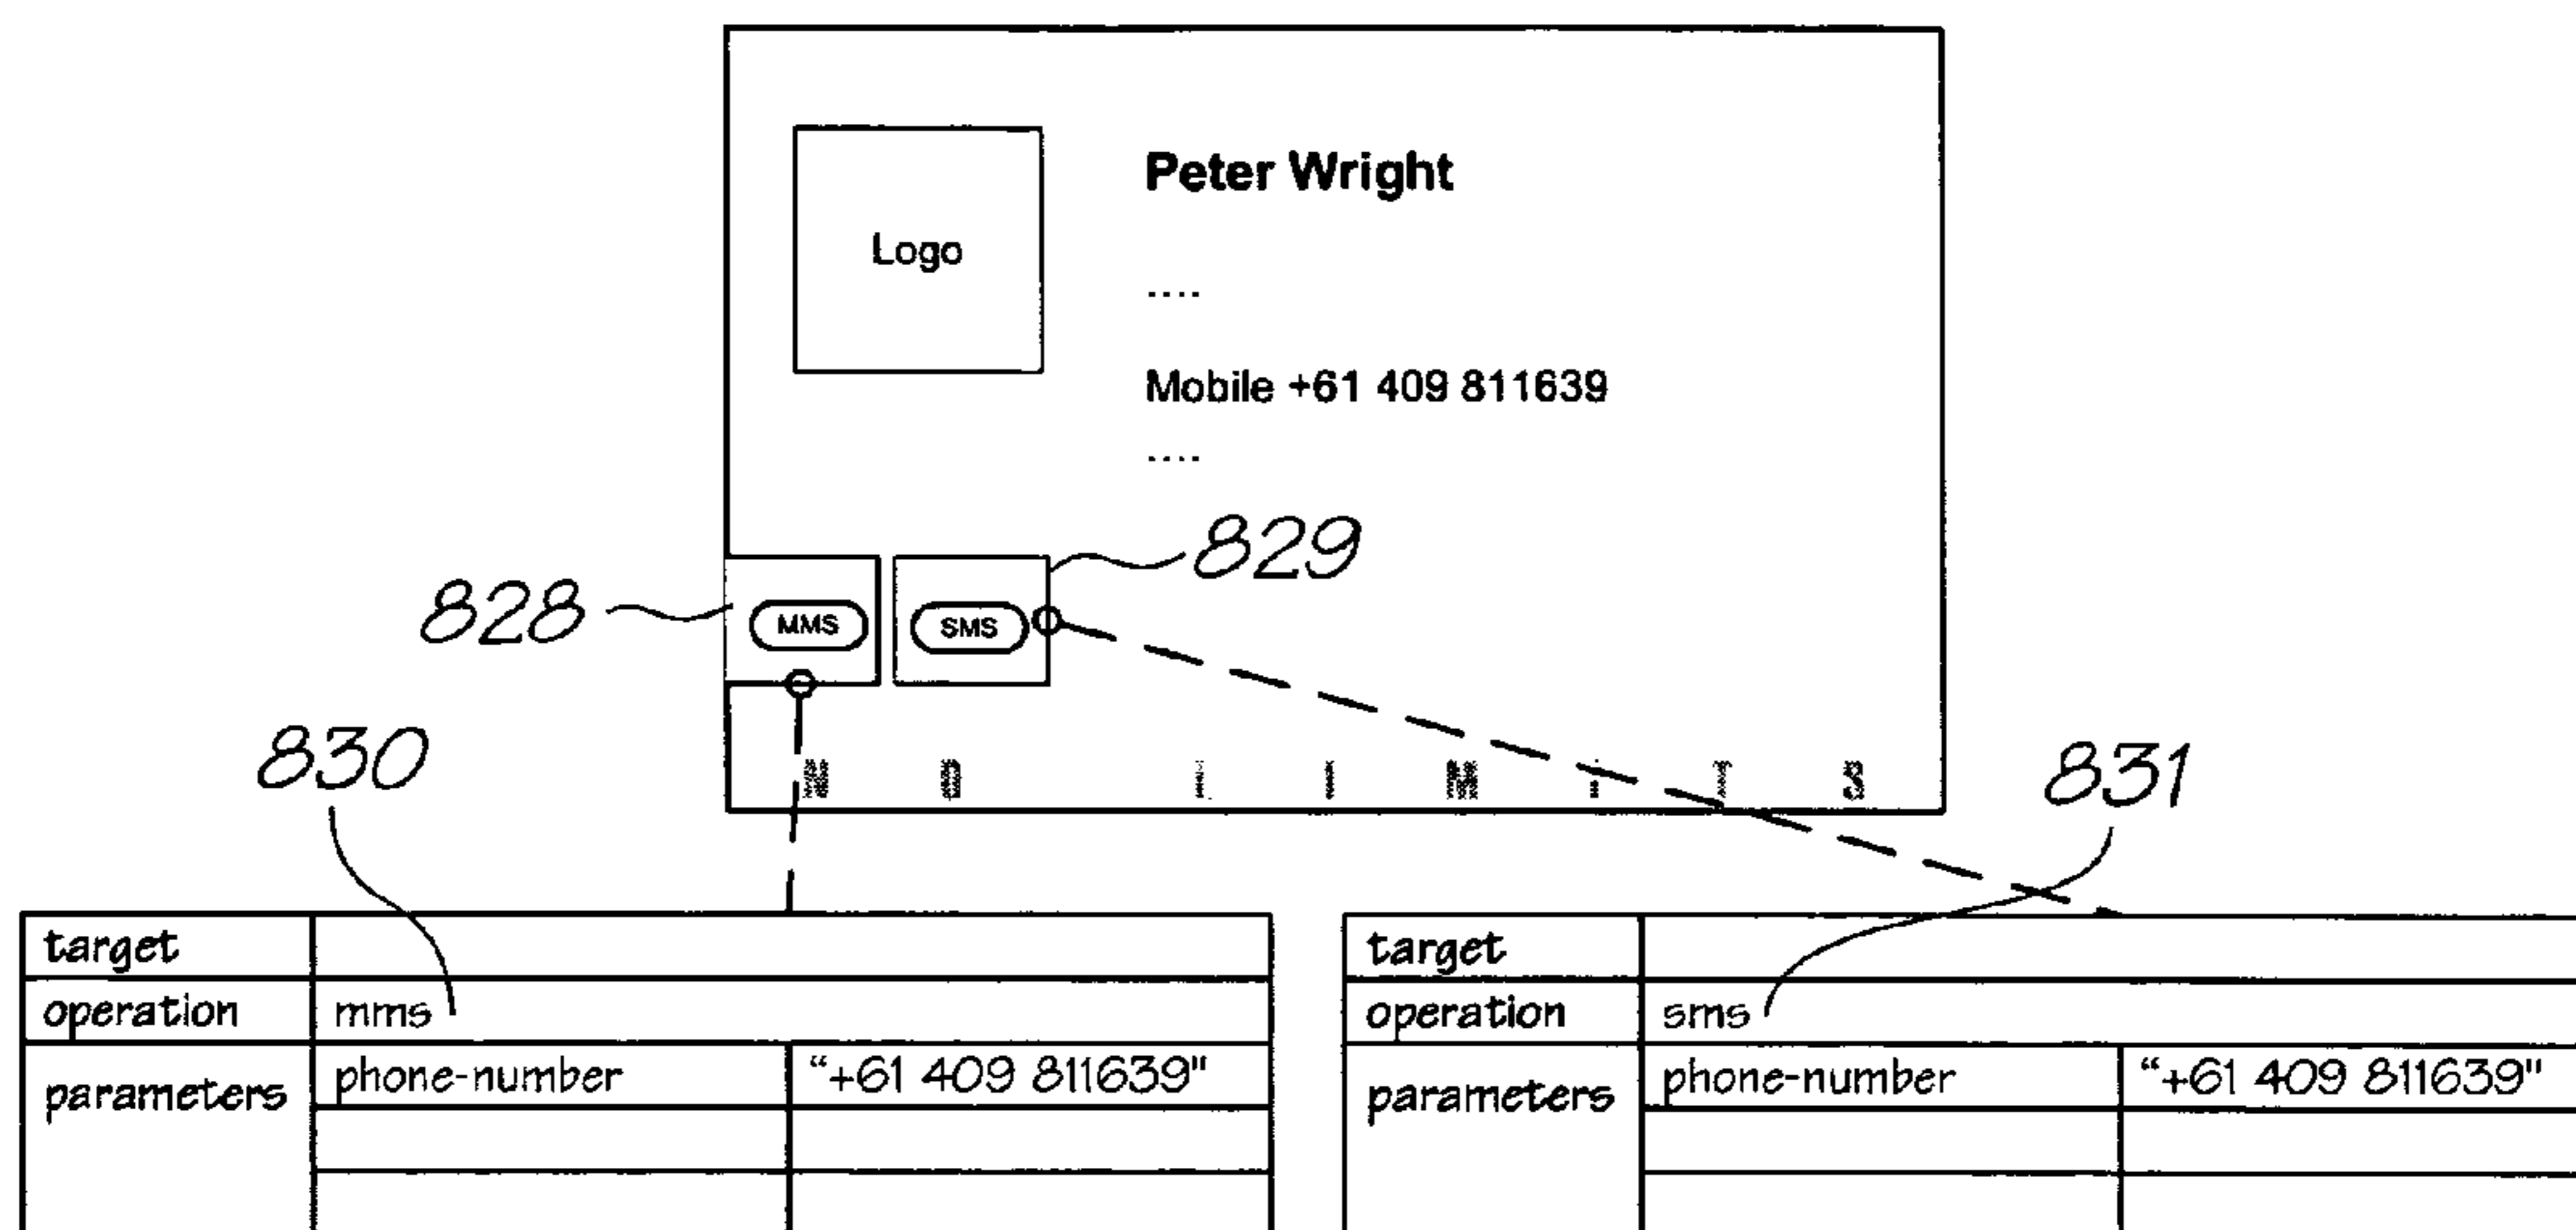 Peter Wright
Logo
....
Mobile +61 409 811639
....
829
828
MMS SMS
830
831
target
operation mms
parameters phone-number “+61 409 811639"
target
operation sms
parameters phone-number “+61 409 811639"